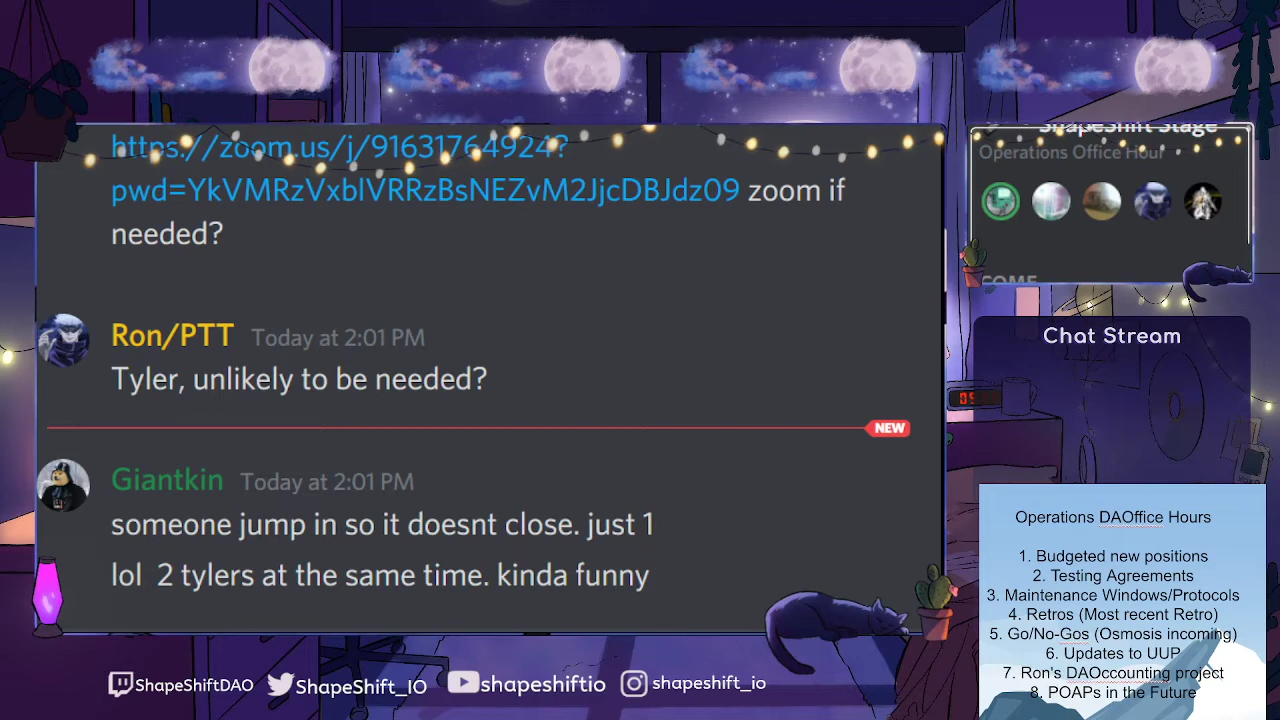 https://zoom.us/j/91631764924?
pwd=YkVMRzVxblVRRzBsNEZvM2JjcDBJdz09 zoom if
needed?
Ron/PTT Today at 2:01 PM
Tyler, unlikely to be needed?
NEW
Giantkin Today at 2:01 PM
someone jump in so it doesnt close. just 1
lol 2 tylers at the same time. kinda funny
ShapeShift Stage
Operations Office Hour
COME
Chat Stream
Operations DAOffice Hours
1. Budgeted new positions
2. Testing Agreements
3. Maintenance Windows/Protocols
4. Retros (Most recent Retro)
5. Go/No-Gos (Osmosis incoming)
6. Updates to UUP
7. Ron's DAOccounting project
8. POAPs in the Future
ShapeShiftDAO
ShapeShift_IO
shapeshiftio
shapeshift_io